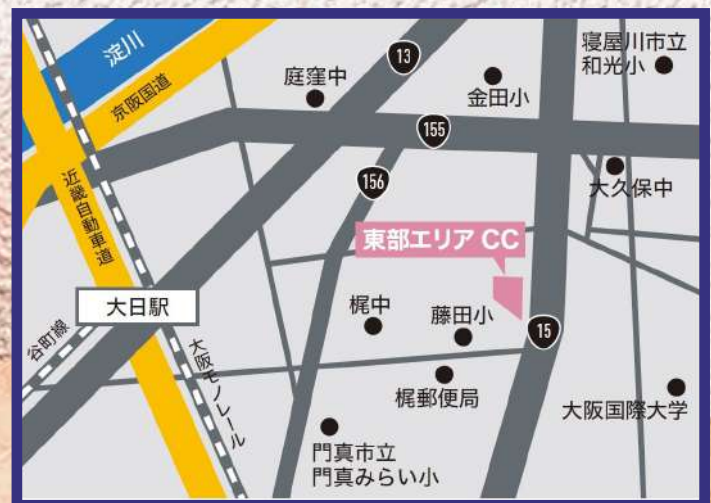 淀川
京阪国道
13
庭窪中
金田小
寝屋川市立
和光小
155
156
大久保中
近畿自動車道
東部エリア CC
大日駅
梶中
藤田小
15
谷町線
大阪モノレール
梶郵便局
大阪国際大学
門真市立
門真みらい小